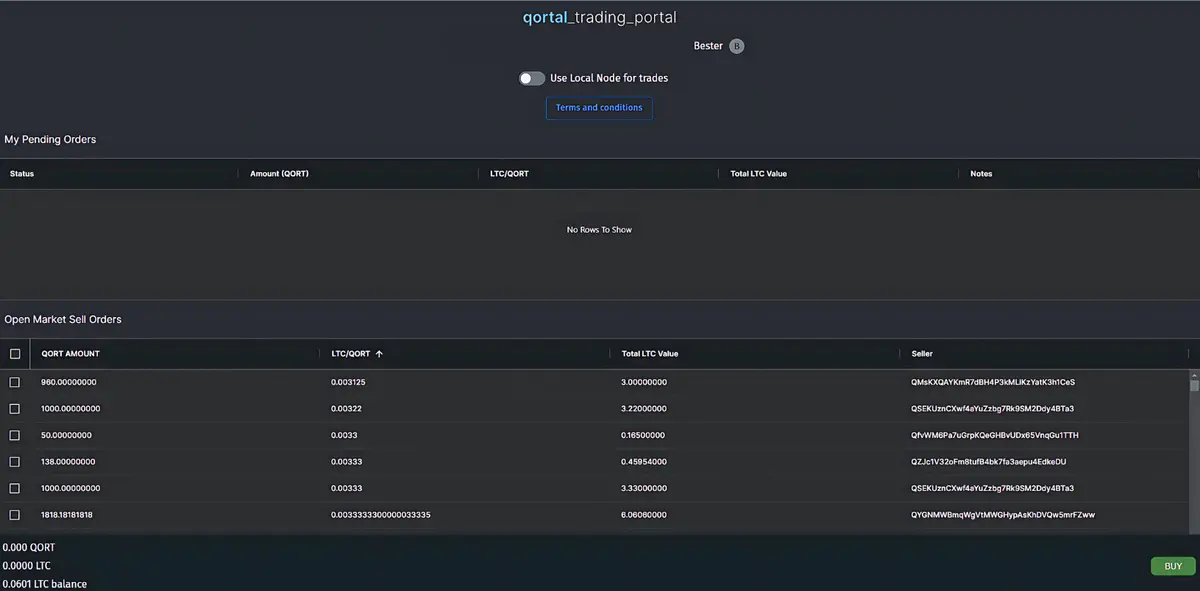 qortal_trading_portal
Bester B
Use Local Node for trades
Terms and conditions
My Pending Orders
Status Amount (QORT) LTC/QORT Total LTC Value Notes
No Rows To Show
Open Market Sell Orders
QORT AMOUNT LTC/QORT Total LTC Value Seller
960.00000000 0.003125 3.00000000 QMsKXQAYKmR7dBH4P3kMLiKzYatK3h1CeS
1000.00000000 0.00322 3.22000000 QSEKUznCXwf4aYuZzbg7Rk9SM2Ddy4BTa3
50.00000000 0.0033 0.16500000 QfvWM6Pa7uGrpKQeGHBvUDx65VnqGu1TTH
138.00000000 0.00333 0.45954000 QZJc1V32oFm8tufB4bk7fa3aepu4EdkeDU
1000.00000000 0.00333 3.33000000 QSEKUznCXwf4aYuZzbg7Rk9SM2Ddy4BTa3
1818.18181818 0.0033333300000033335 6.06060000 QYGNMWBmqWgVtMWGHypAsKhDVQw5mrFZww
0.000 QORT
0.0000 LTC
BUY
0.0601 LTC balance